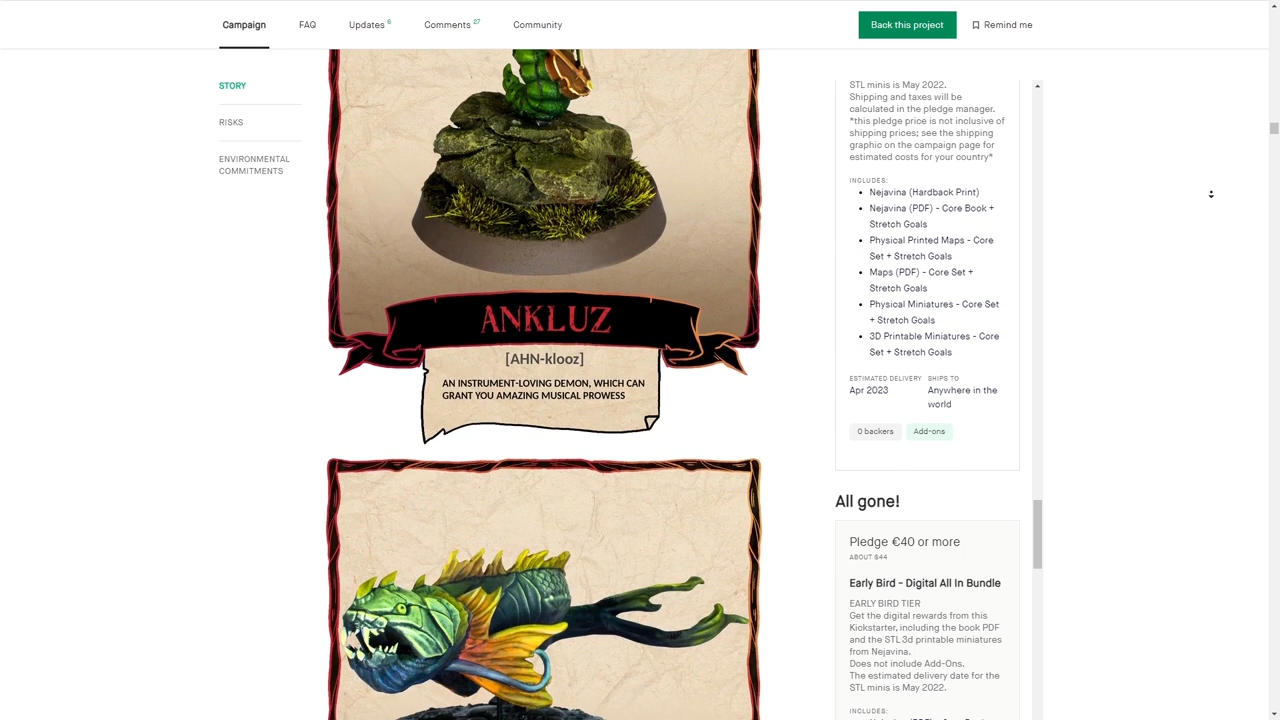 Campaign
FAQ
Updates 6
Comments 27
Community
Back this project
Remind me
STORY
RISKS
ENVIRONMENTAL
COMMITMENTS
ANKLUZ
[AHN-klooz]
AN INSTRUMENT-LOVING DEMON, WHICH CAN
GRANT YOU AMAZING MUSICAL PROWESS
STL minis is May 2022.
Shipping and taxes will be
calculated in the pledge manager.
*this pledge price is not inclusive of
shipping prices; see the shipping
graphic on the campaign page for
estimated costs for your country*
INCLUDES:
Nejavina (Hardback Print)
Nejavina (PDF) - Core Book +
Stretch Goals
Physical Printed Maps - Core
Set + Stretch Goals
Maps (PDF) - Core Set +
Stretch Goals
Physical Miniatures - Core Set
+ Stretch Goals
3D Printable Miniatures - Core
Set + Stretch Goals
ESTIMATED DELIVERY
Apr 2023
SHIPS TO
Anywhere in the
world
0 backers
Add-ons
All gone!
Pledge €40 or more
ABOUT $44
Early Bird - Digital All In Bundle
EARLY BIRD TIER
Get the digital rewards from this
Kickstarter, including the book PDF
and the STL 3d printable miniatures
from Nejavina.
Does not include Add-Ons.
The estimated delivery date for the
STL minis is May 2022.
INCLUDES: